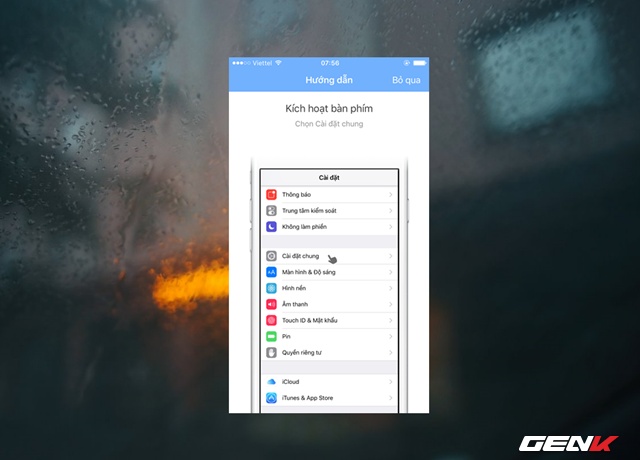 Viettel 07:56
Hướng dẫn Bỏ qua
Kích hoạt bàn phím
Chọn Cài đặt chung
Cài đặt
Thông báo
Trung tâm kiểm soát
Không làm phiền
Cài đặt chung
AA Màn hình & Độ sáng
Hình nền
Âm thanh
Touch ID & Mật khẩu
Pin
Quyền riêng tư
iCloud
iTunes & App Store
GENK